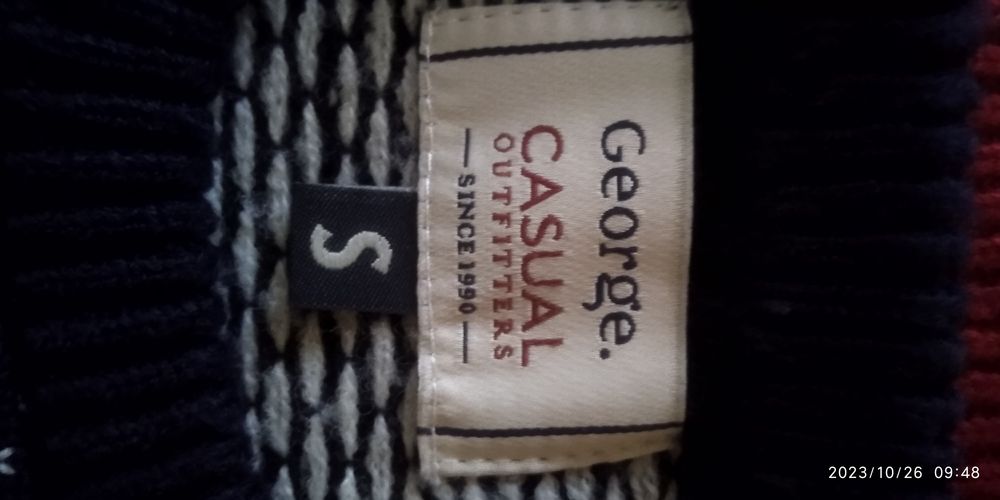 George.
CASUAL
OUTFITTERS
SINCE 1990
S
2023/10/26 09:48